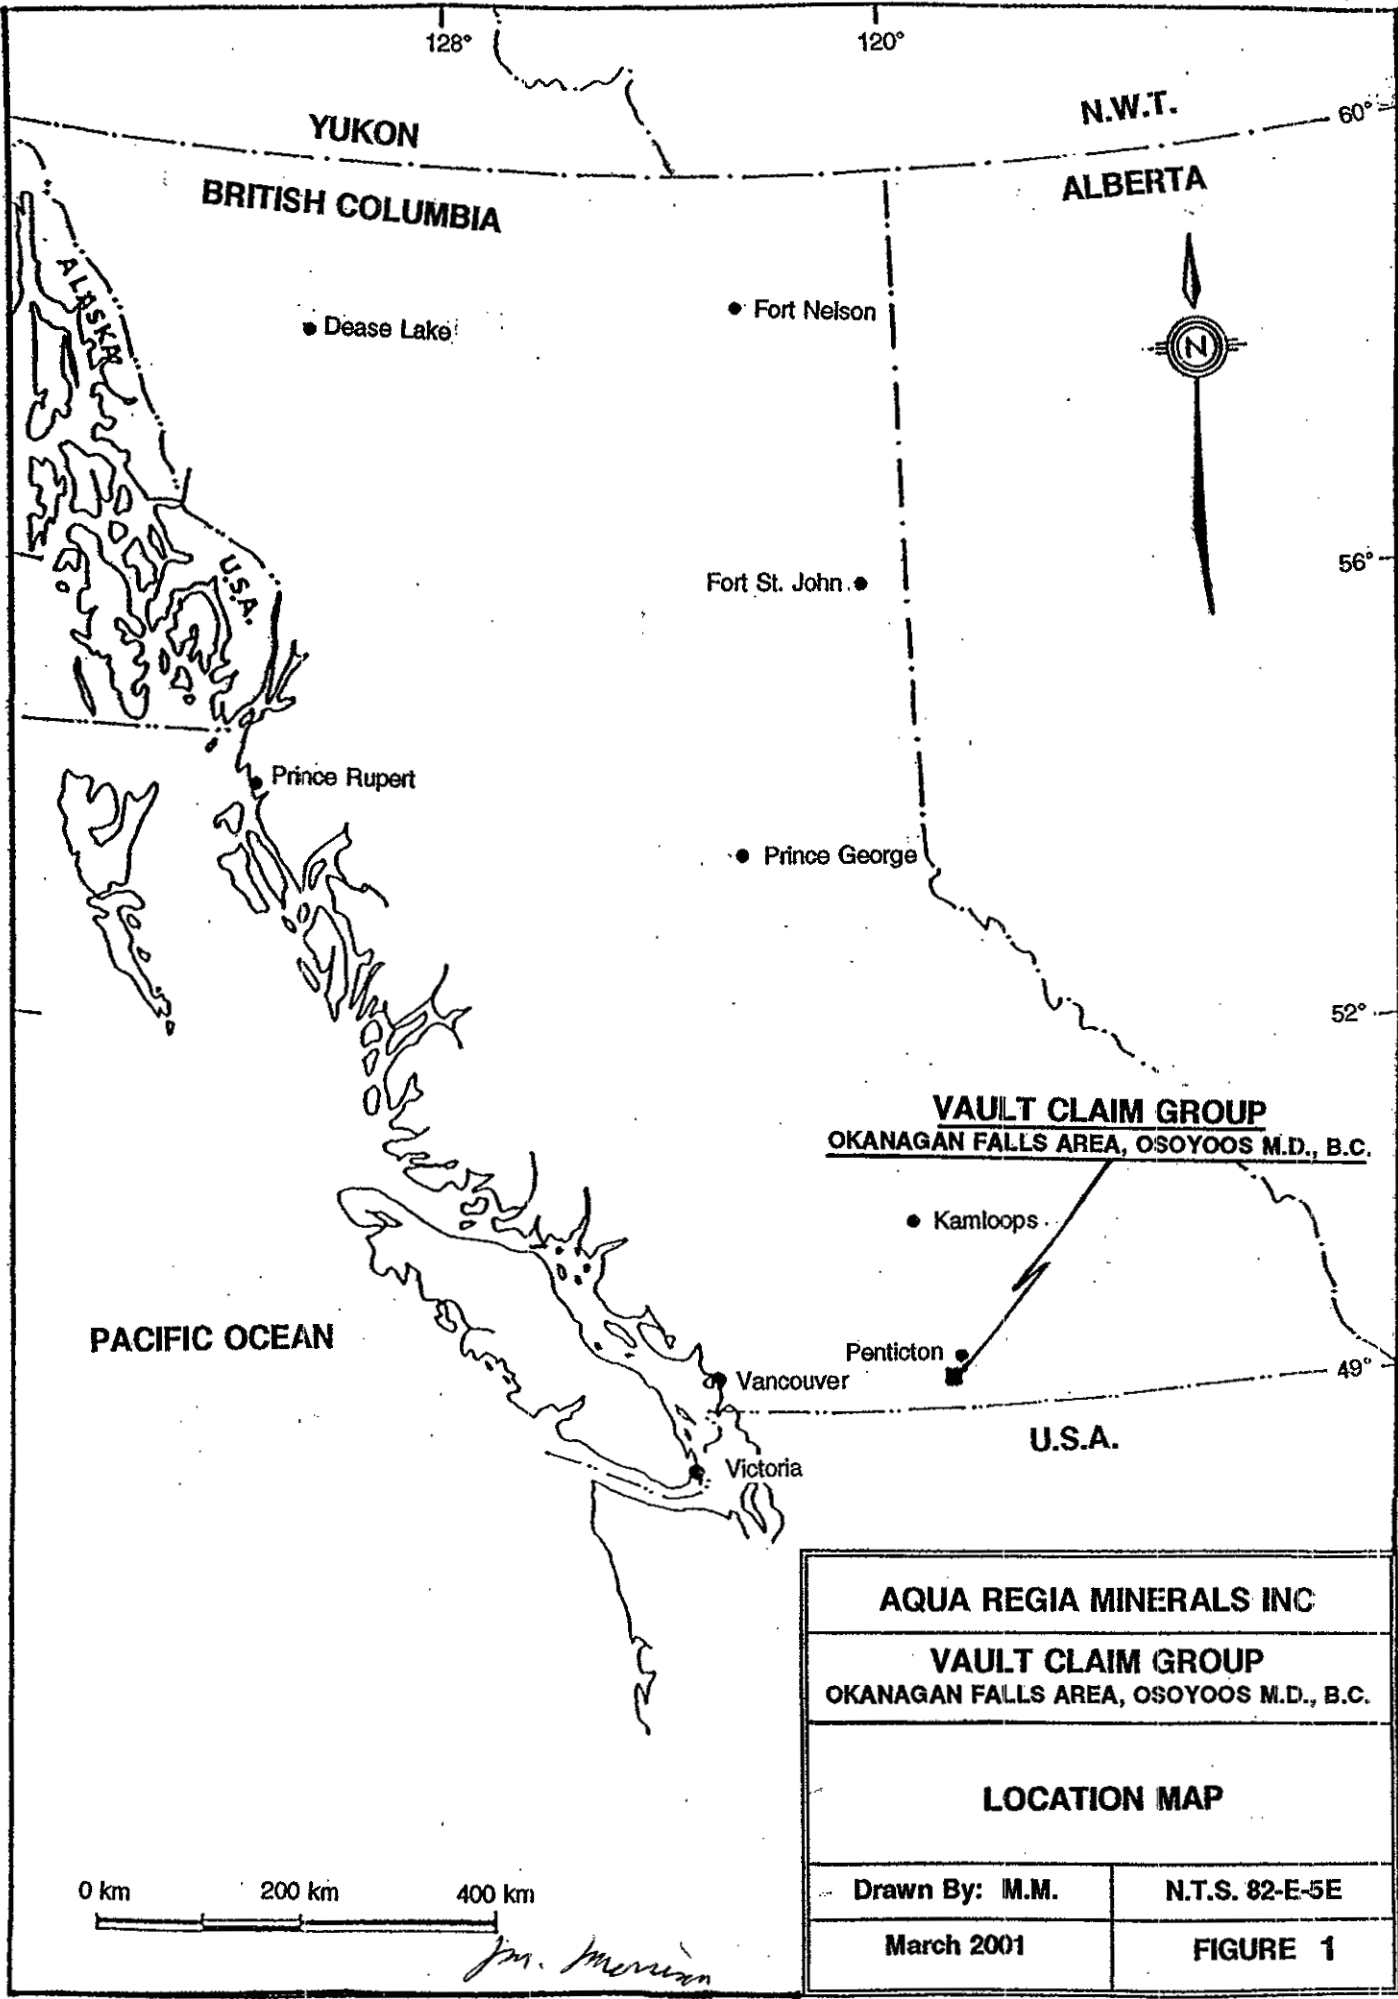 128°
120°
YUKON
N.W.T.
60°
BRITISH COLUMBIA
ALBERTA
ALASKA
Dease Lake
Fort Nelson
N
U.S.A.
Fort St. John
56°
Prince Rupert
Prince George
52°
VAULT CLAIM GROUP
OKANAGAN FALLS AREA, OSOYOOS M.D., B.C.
Kamloops
PACIFIC OCEAN
Penticton
Vancouver
49°
U.S.A.
Victoria
AQUA REGIA MINERALS INC
VAULT CLAIM GROUP
OKANAGAN FALLS AREA, OSOYOOS M.D., B.C.
LOCATION MAP
Drawn By: M.M.
N.T.S. 82-E-5E
March 2001
FIGURE 1
0 km 200 km 400 km